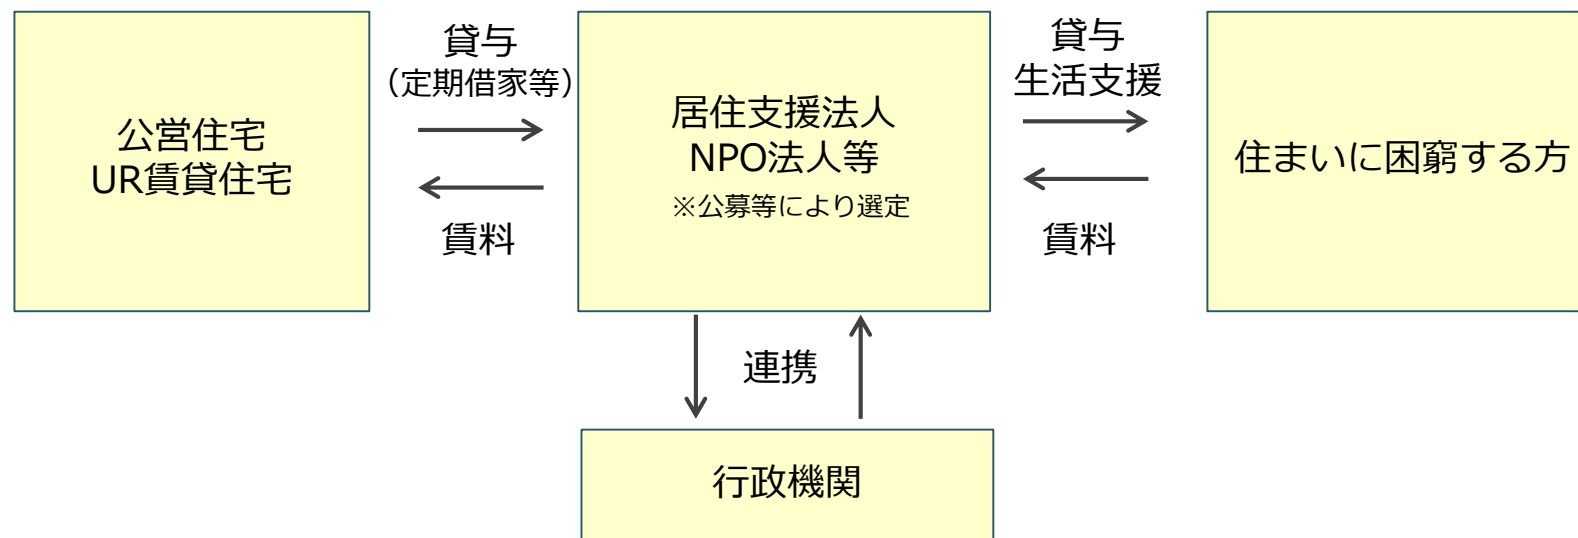 公営住宅
UR賃貸住宅
貸与
（定期借家等）
賃料
居住支援法人
NPO法人等
※公募等により選定
貸与
生活支援
賃料
住まいに困窮する方
連携
行政機関